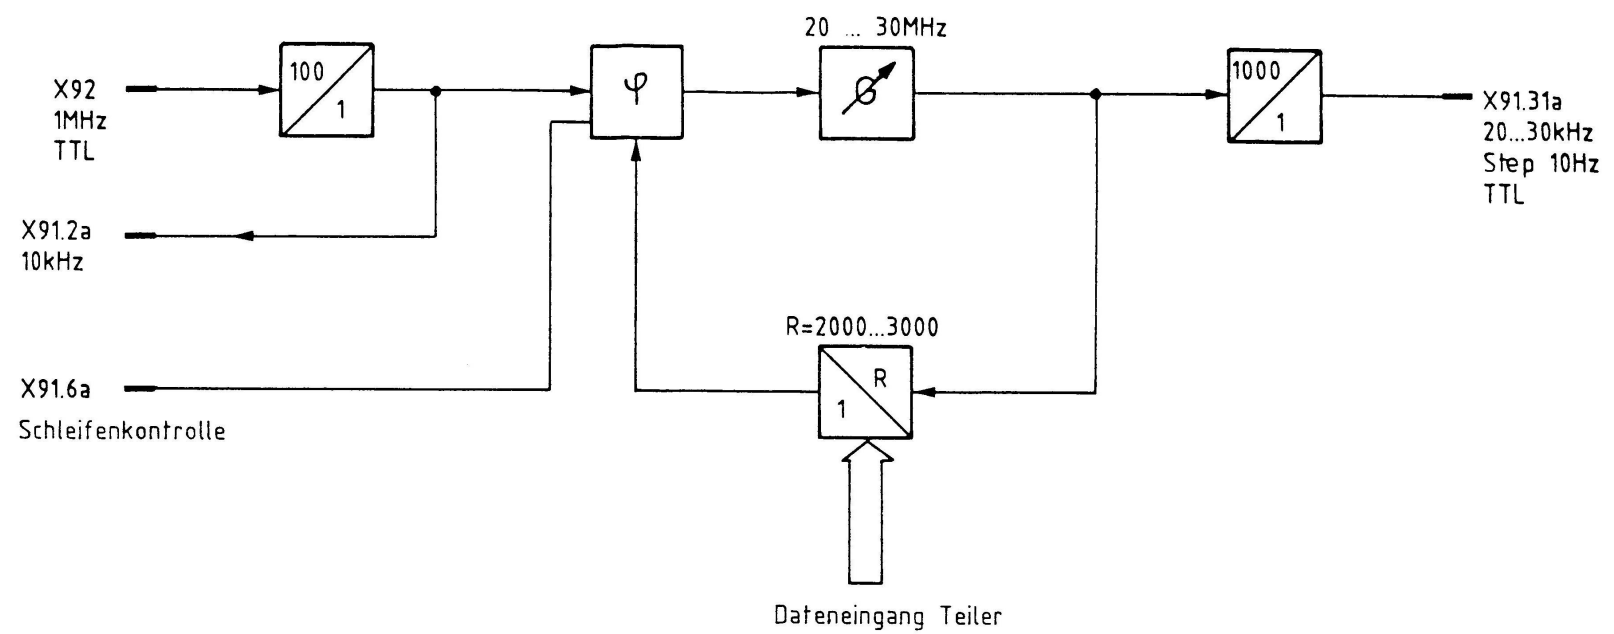 20 ... 30MHz
X92
1MHz
TTL
100
1
φ
G
1000
1
X91.31a
20...30kHz
Step 10Hz
TTL
X91.2a
10kHz
R=2000...3000
R
1
X91.6a
Schleifenkontrolle
Dateneingang Teiler